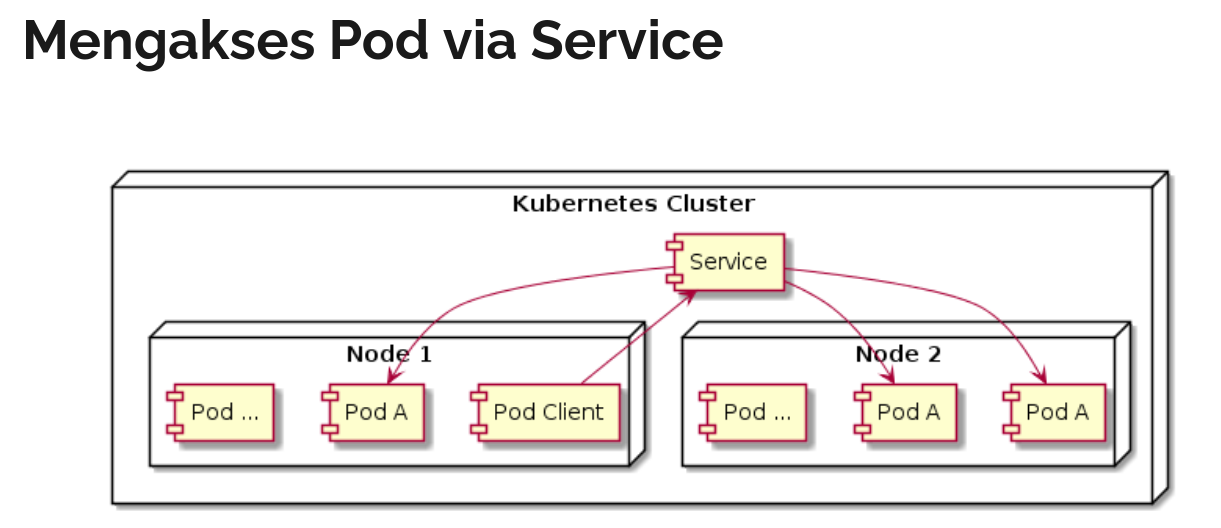 Mengakses Pod via Service
Kubernetes Cluster
Service
Node 1
Pod ...
Pod A
Pod Client
Node 2
Pod ...
Pod A
Pod A